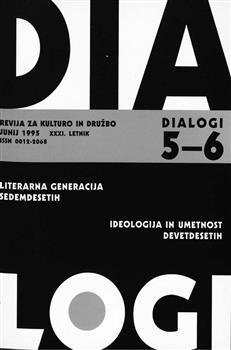 DIA
REVIJA ZA KULTURO IN DRUŽBO
JUNIJ 1995 XXXI. LETNIK
ISSN 0012-2068
DIALOGI
5–6
LITERARNA GENERACIJA
SEDEMDESETIH
IDEOLOGIJA IN UMETNOST
DEVETDESETIH
LOGI